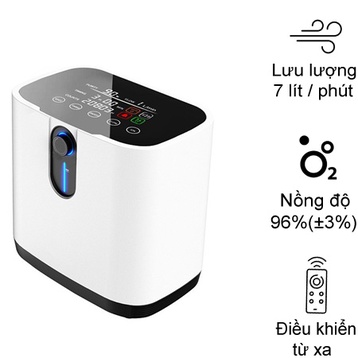 Lưu lượng
7 lít / phút
O₂
Nồng độ
96%(±3%)
Điều khiển
từ xa